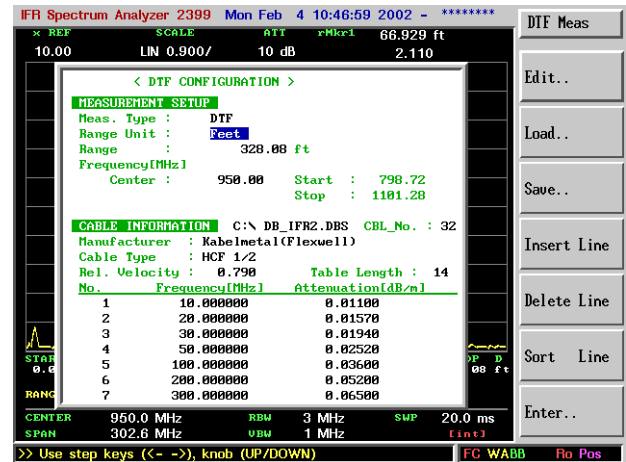 IFR Spectrum Analyzer 2399 Mon Feb 4 10:46:59 2002 - ********
× REF SCALE ATT rMkr1 66.929 ft
10.00 LIN 0.900/ 10 dB 2.110
< DTF CONFIGURATION >
MEASUREMENT SETUP
Meas. Type : DTF
Range Unit : Feet
Range : 328.08 ft
Frequency[MHz]
Center : 950.00 Start : 798.72
Stop : 1101.28
CABLE INFORMATION C:\ DB_IFR2.DBS CBL_No. : 32
Manufacturer : Kabelmetal(Flexwell)
Cable Type : HCF 1/2
Rel. Velocity : 0.790 Table Length : 14
No. Frequency[MHz] Attenuation[dB/m]
1 10.000000 0.01100
2 20.000000 0.01570
3 30.000000 0.01940
4 50.000000 0.02520
5 100.000000 0.03600
6 200.000000 0.05200
7 300.000000 0.06500
STAR OP D
0.0 08 ft
RANG
CENTER 950.0 MHz RBW 3 MHz SWP 20.0 ms
SPAN 302.6 MHz VBW 1 MHz [int]
>> Use step keys (<- ->), knob (UP/DOWN) FC WABB Ro Pos
DTF Meas
Edit..
Load..
Save..
Insert Line
Delete Line
Sort Line
Enter..